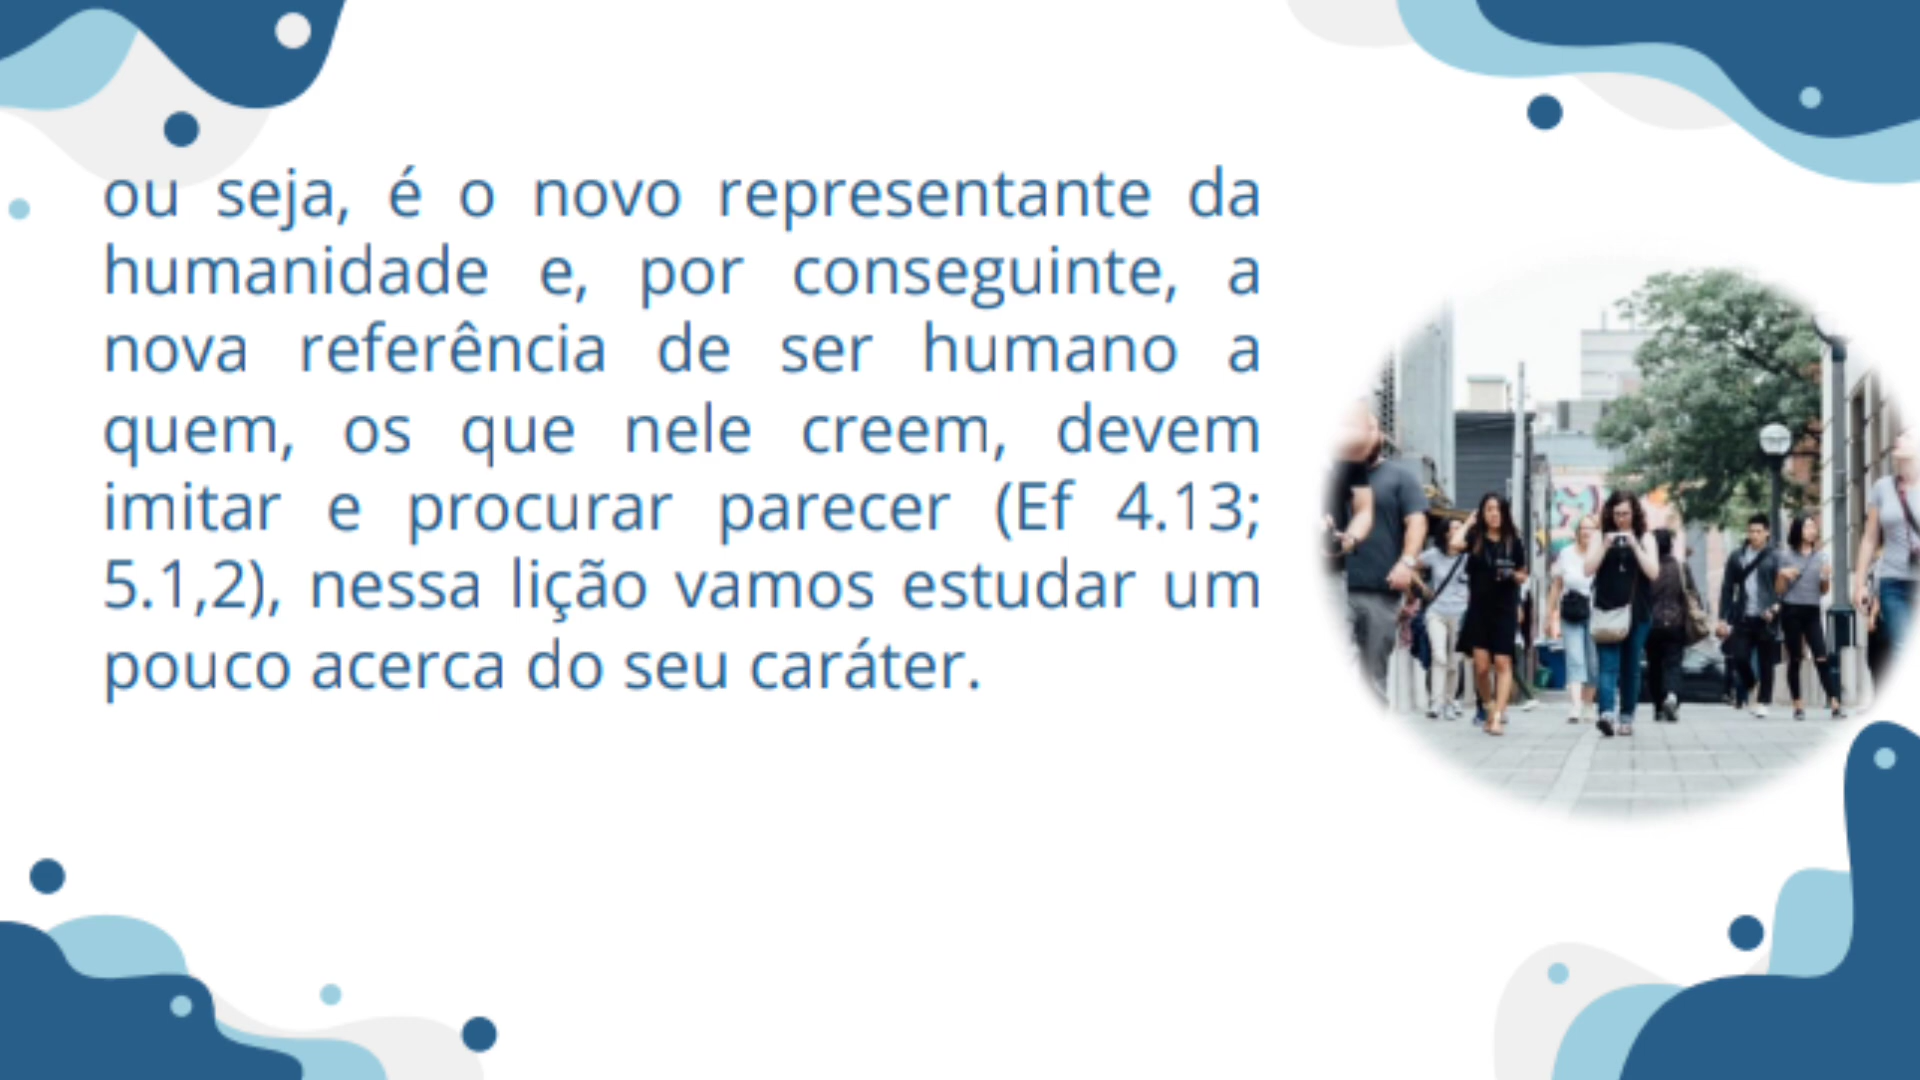 ou seja, é o novo representante da
humanidade e, por conseguinte, a
nova referência de ser humano a
quem, os que nele creem, devem
imitar e procurar parecer (Ef 4.13;
5.1,2), nessa lição vamos estudar um
pouco acerca do seu caráter.